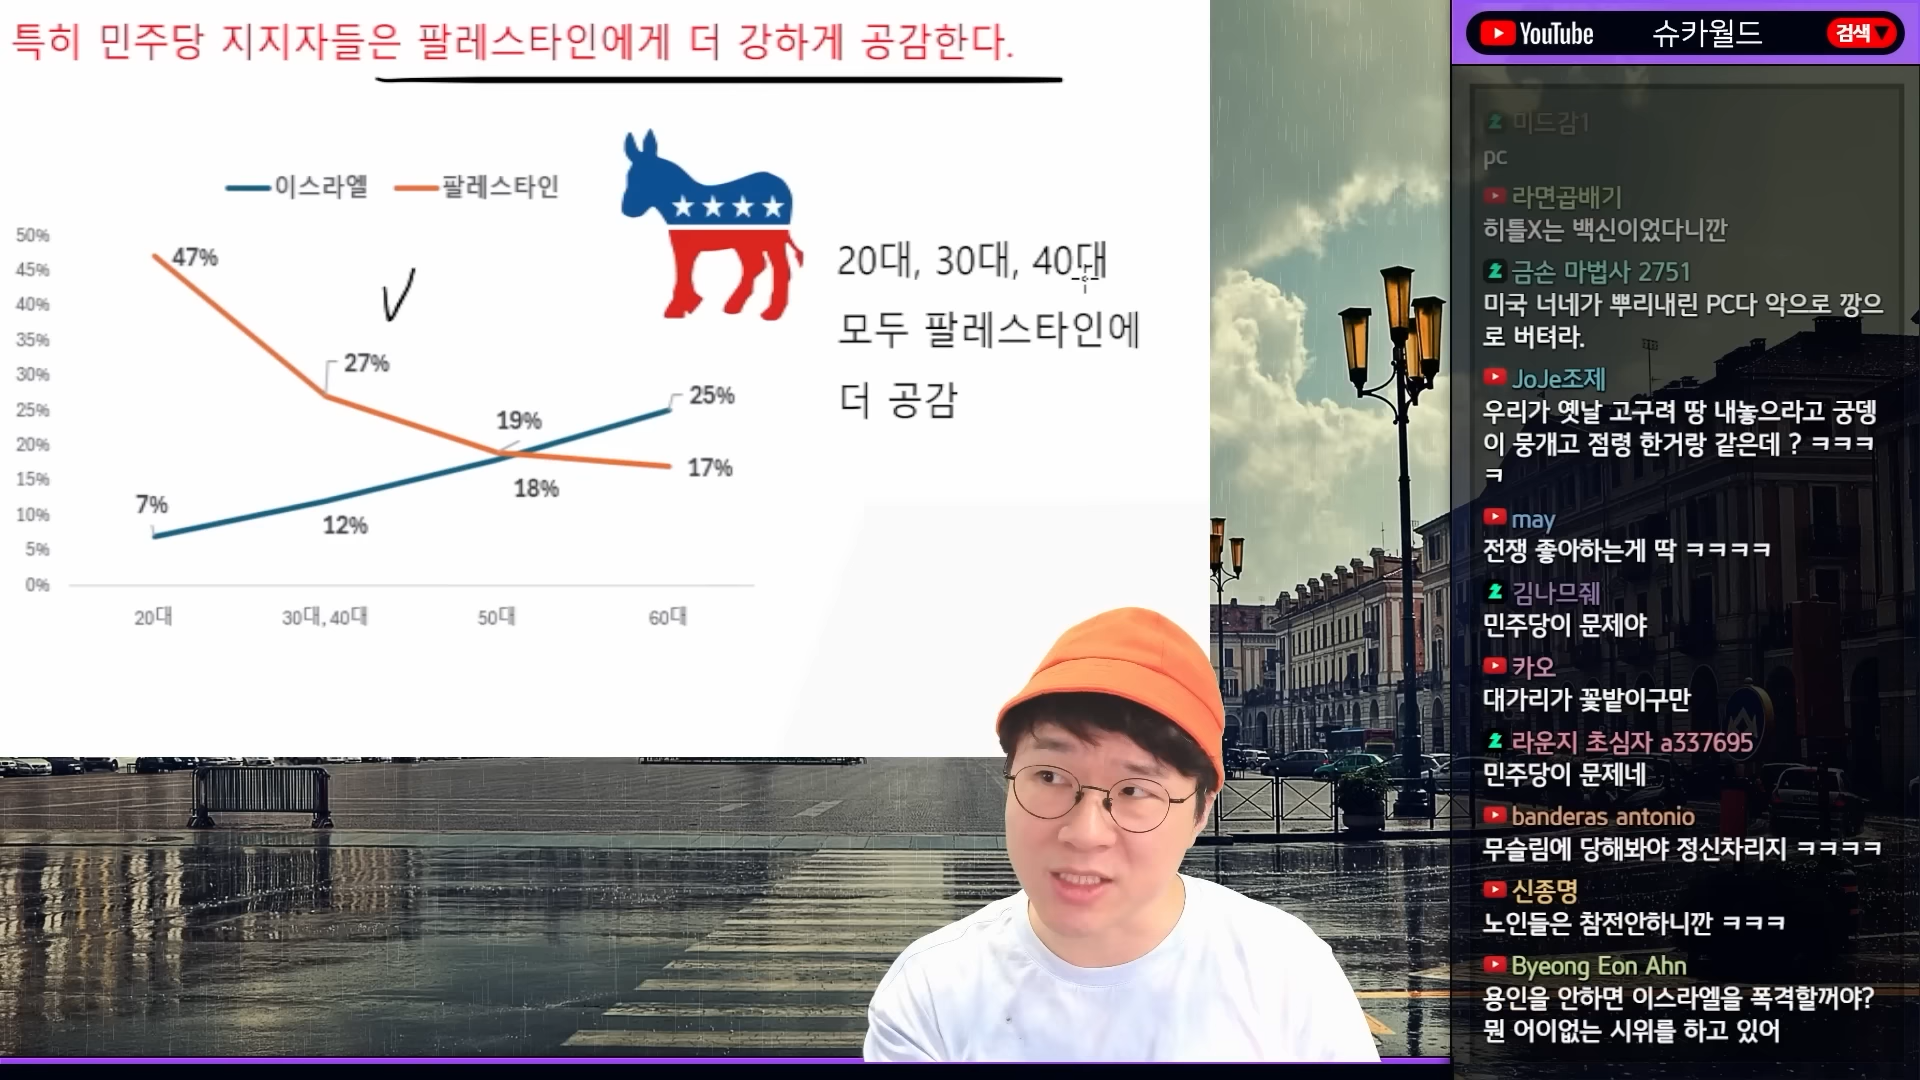 특히 민주당 지지자들은 팔레스타인에게 더 강하게 공감한다.
이스라엘 팔레스타인
50%
45%
40%
35%
30%
25%
20%
15%
10%
5%
0%
47%
27%
19%
25%
17%
18%
12%
7%
20대 30대, 40대 50대 60대
20대, 30대, 40대
모두 팔레스타인에
더 공감
YouTube 슈카월드 검색
미드감1
pc
라면곱배기
히틀X는 백신이었다니깐
금손 마법사 2751
미국 너네가 뿌리내린 PC다 악으로 깡으
로 버텨라.
JoJe조제
우리가 옛날 고구려 땅 내놓으라고 궁뎅
이 뭉개고 점령 한거랑 같은데 ? ㅋㅋㅋ
ㅋ
may
전쟁 좋아하는게 딱 ㅋㅋㅋㅋ
김나므줴
민주당이 문제야
카오
대가리가 꽃밭이구만
라운지 초심자 a337695
민주당이 문제네
banderas antonio
무슬림에 당해봐야 정신차리지 ㅋㅋㅋㅋ
신종명
노인들은 참전안하니깐 ㅋㅋㅋ
Byeong Eon Ahn
용인을 안하면 이스라엘을 폭격할꺼야?
뭔 어이없는 시위를 하고 있어